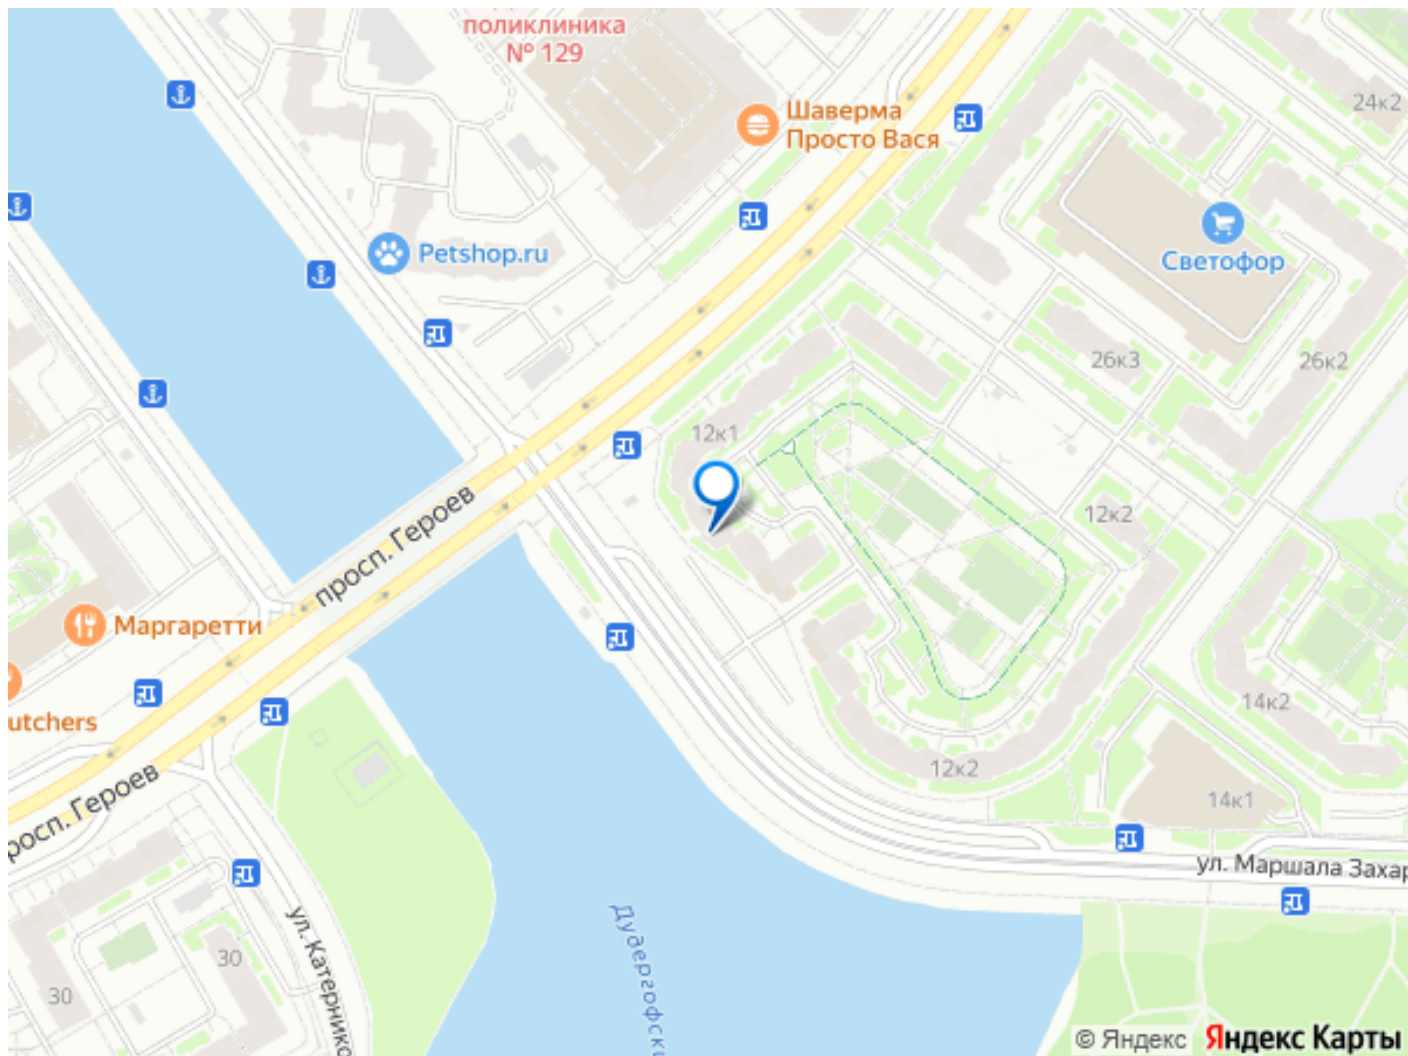 поликлиника
№ 129
24к2
Шаверма
Просто Вася
Petshop.ru
Светофор
26к3
26к2
12к1
просп. Героев
12к2
Маргаретти
utchers
14к2
просп. Героев
12к2
14к1
ул. Маршала Захар
ул. Катернико
Дудергофск
30
30
© Яндекс
Яндекс Карты